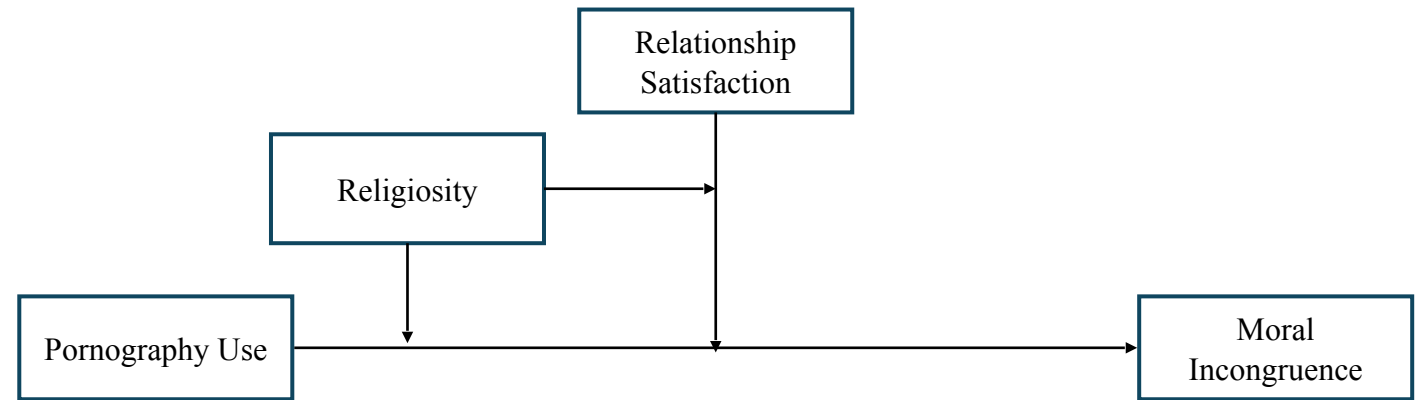 Relationship
Satisfaction
Religiosity
Pornography Use
Moral
Incongruence